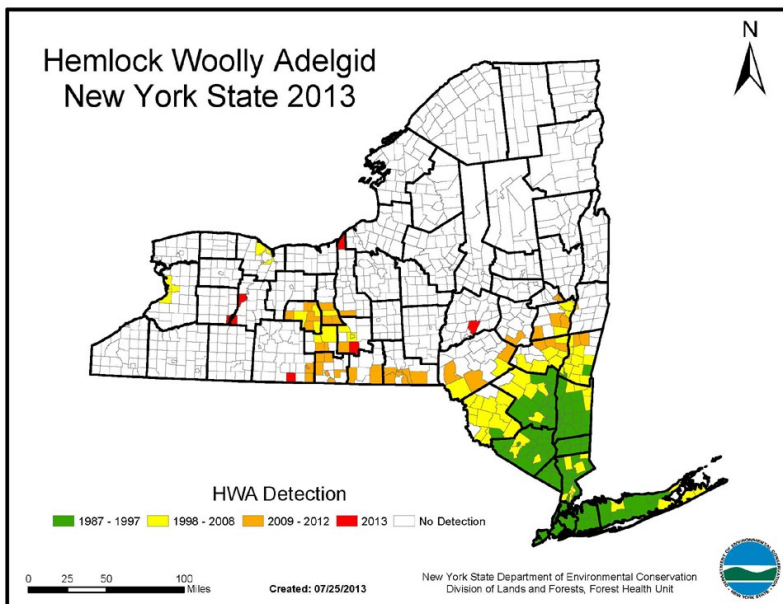 Hemlock Woolly Adelgid
New York State 2013
N
HWA Detection
1987 - 1997
1998 - 2008
2009 - 2012
2013
No Detection
0 25 50 100
Miles
Created: 07/25/2013
New York State Department of Environmental Conservation
Division of Lands and Forests, Forest Health Unit